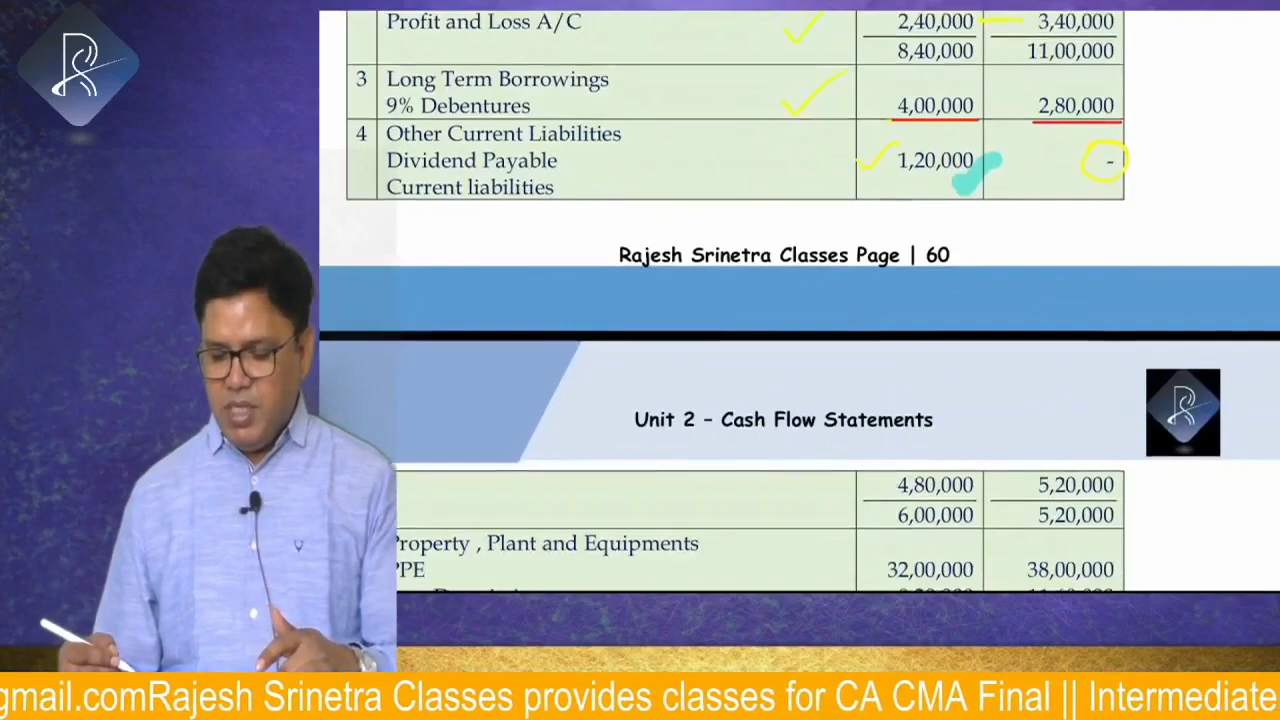 Profit and Loss A/C 2,40,000 3,40,000
8,40,000 11,00,000
3 Long Term Borrowings
9% Debentures 4,00,000 2,80,000
4 Other Current Liabilities
Dividend Payable 1,20,000 -
Current liabilities
Rajesh Srinetra Classes Page | 60
Unit 2 – Cash Flow Statements
4,80,000 5,20,000
6,00,000 5,20,000
Property , Plant and Equipments
PPE 32,00,000 38,00,000
gmail.comRajesh Srinetra Classes provides classes for CA CMA Final || Intermediate